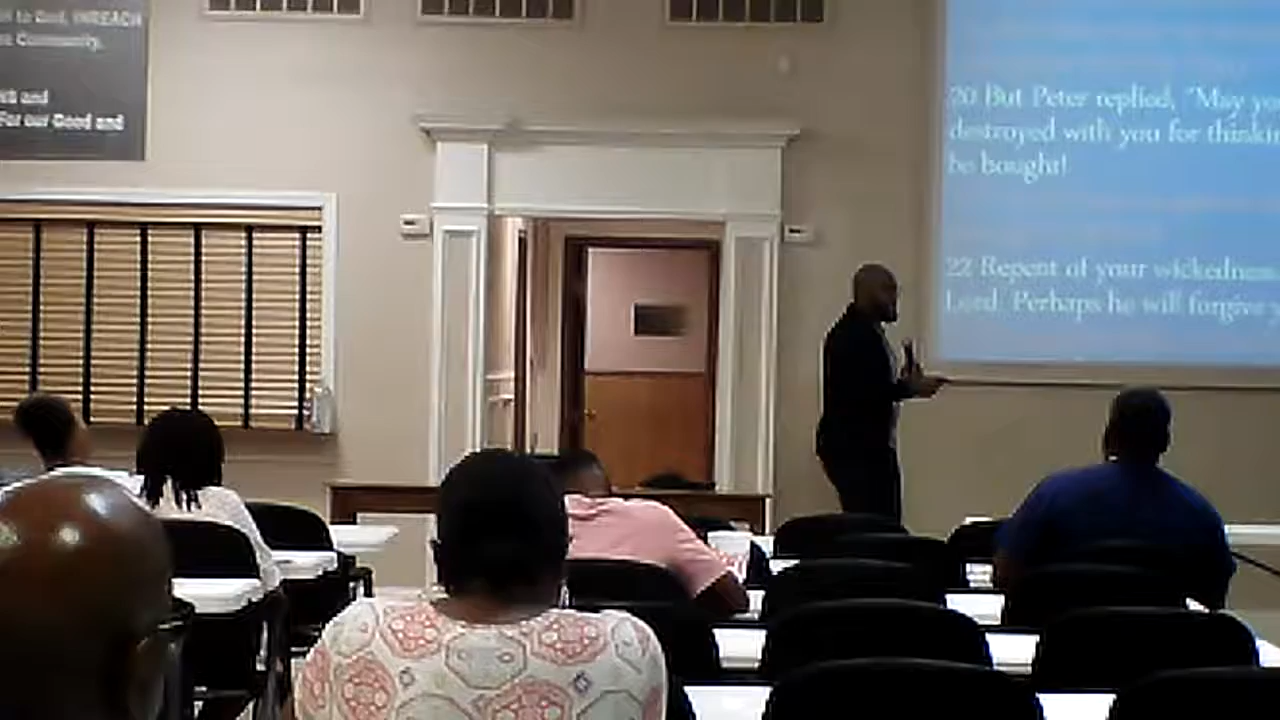 to God, INREACH
Community,
and
For our Good and
20 But Peter replied, "May yo
destroyed with you for thinkin
be bought!
22 Repent of your wickedness
Lord. Perhaps he will forgive y